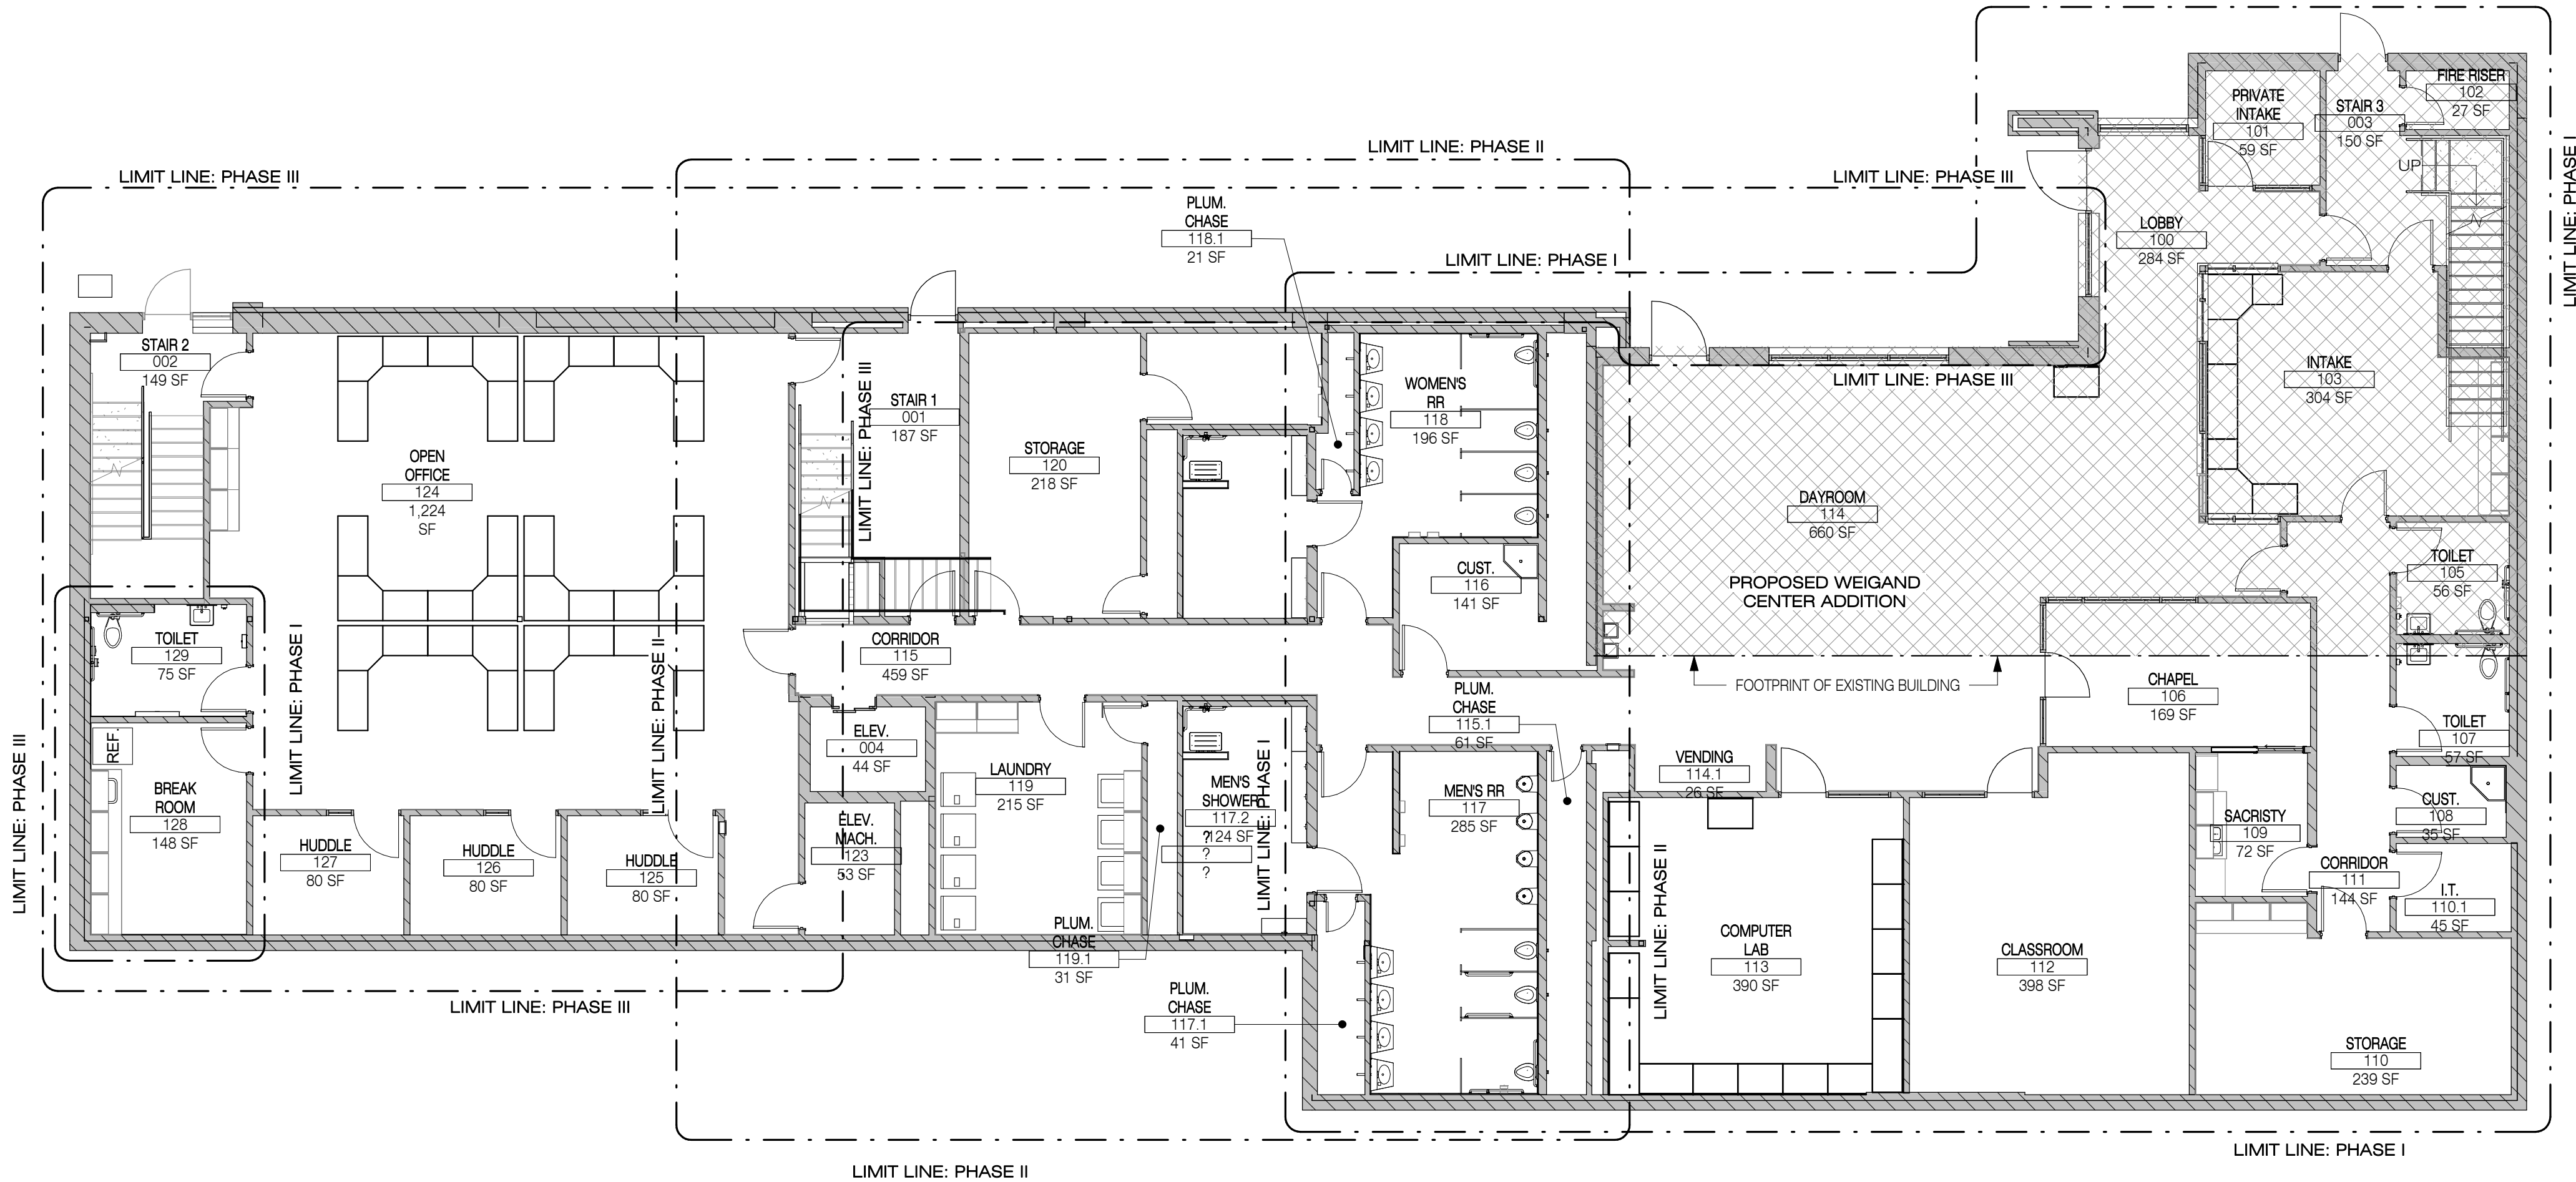 LIMIT LINE: PHASE III
LIMIT LINE: PHASE II
LIMIT LINE: PHASE III
LIMIT LINE: PHASE I
LIMIT LINE: PHASE I
FIRE RISER
102
27 SF
PRIVATE
INTAKE
101
59 SF
STAIR 3
003
150 SF
UP
LOBBY
100
284 SF
PLUM.
CHASE
118.1
21 SF
STAIR 2
002
149 SF
OPEN
OFFICE
124
1,224
SF
LIMIT LINE: PHASE III
STAIR 1
001
187 SF
STORAGE
120
218 SF
WOMEN'S
RR
118
196 SF
LIMIT LINE: PHASE III
INTAKE
103
304 SF
DAYROOM
114
660 SF
PROPOSED WEIGAND
CENTER ADDITION
CUST.
116
141 SF
TOILET
105
56 SF
TOILET
129
75 SF
LIMIT LINE: PHASE I
LIMIT LINE: PHASE II
CORRIDOR
115
459 SF
FOOTPRINT OF EXISTING BUILDING
CHAPEL
106
169 SF
PLUM.
CHASE
115.1
61 SF
TOILET
107
57 SF
LIMIT LINE: PHASE III
REF.
BREAK
ROOM
128
148 SF
ELEV.
004
44 SF
LAUNDRY
119
215 SF
MEN'S
SHOWER
117.2
124 SF
?
?
?
LIMIT LINE: PHASE I
MEN'S RR
117
285 SF
VENDING
114.1
26 SF
CUST.
108
35 SF
SACRISTY
109
72 SF
HUDDLE
127
80 SF
HUDDLE
126
80 SF
HUDDLE
125
80 SF
ELEV.
MACH.
123
53 SF
CORRIDOR
111
144 SF
I.T.
110.1
45 SF
LIMIT LINE: PHASE II
COMPUTER
LAB
113
390 SF
CLASSROOM
112
398 SF
PLUM.
CHASE
119.1
31 SF
PLUM.
CHASE
117.1
41 SF
STORAGE
110
239 SF
LIMIT LINE: PHASE III
LIMIT LINE: PHASE II
LIMIT LINE: PHASE I